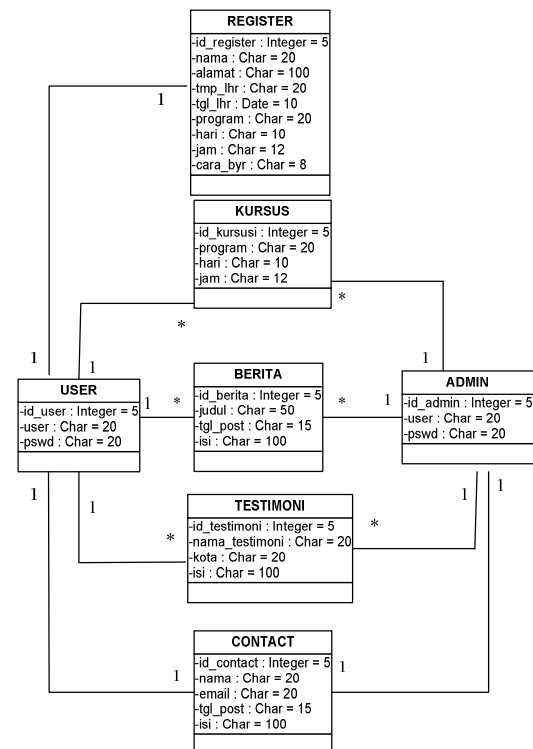 REGISTER
-id_register : Integer = 5
-nama : Char = 20
-alamat : Char = 100
-tmp_lhr : Char = 20
-tgl_lhr : Date = 10
-program : Char = 20
-hari : Char = 10
-jam : Char = 12
-cara_byr : Char = 8
1
KURSUS
-id_kursusi : Integer = 5
-program : Char = 20
-hari : Char = 10
-jam : Char = 12
*
*
1
1
1
USER
-id_user : Integer = 5
-user : Char = 20
-pswd : Char = 20
1
*
BERITA
-id_berita : Integer = 5
-judul : Char = 50
-tgl_post : Char = 15
-isi : Char = 100
*
1
ADMIN
-id_admin : Integer = 5
-user : Char = 20
-pswd : Char = 20
1
1
1
1
TESTIMONI
-id_testimoni : Integer = 5
-nama_testimoni : Char = 20
-kota : Char = 20
-isi : Char = 100
*
*
CONTACT
-id_contact : Integer = 5
-nama : Char = 20
-email : Char = 20
-tgl_post : Char = 15
-isi : Char = 100
1
1